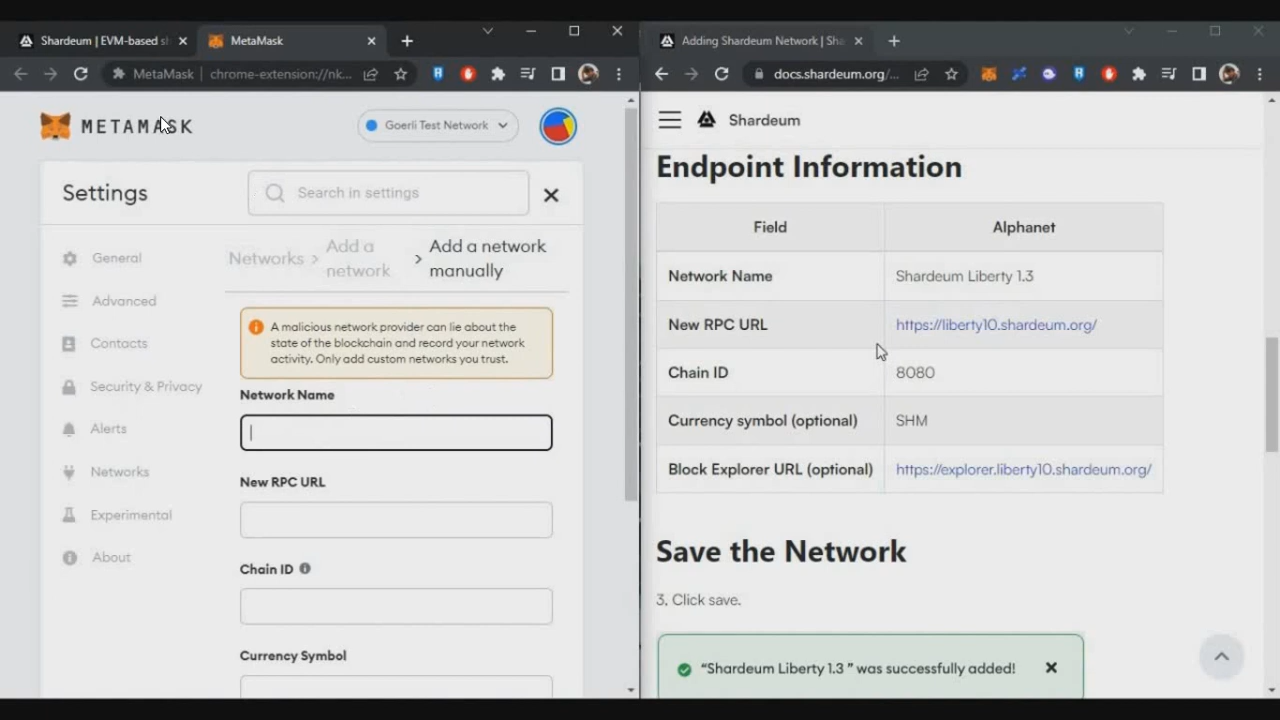 Shardeum | EVM-based s
MetaMask
MetaMask | chrome-extension://nk...
METAMASK
Goerli Test Network
Settings
Search in settings
General
Advanced
Contacts
Security & Privacy
Alerts
Networks
Experimental
About
Networks > Add a network > Add a network manually
A malicious network provider can lie about the
state of the blockchain and record your network
activity. Only add custom networks you trust.
Network Name
New RPC URL
Chain ID
Currency Symbol
Adding Shardeum Network | Sha
docs.shardeum.org/...
Shardeum
Endpoint Information
Field Alphanet
Network Name Shardeum Liberty 1.3
New RPC URL https://liberty10.shardeum.org/
Chain ID 8080
Currency symbol (optional) SHM
Block Explorer URL (optional) https://explorer.liberty10.shardeum.org/
Save the Network
3. Click save.
“Shardeum Liberty 1.3 ” was successfully added!